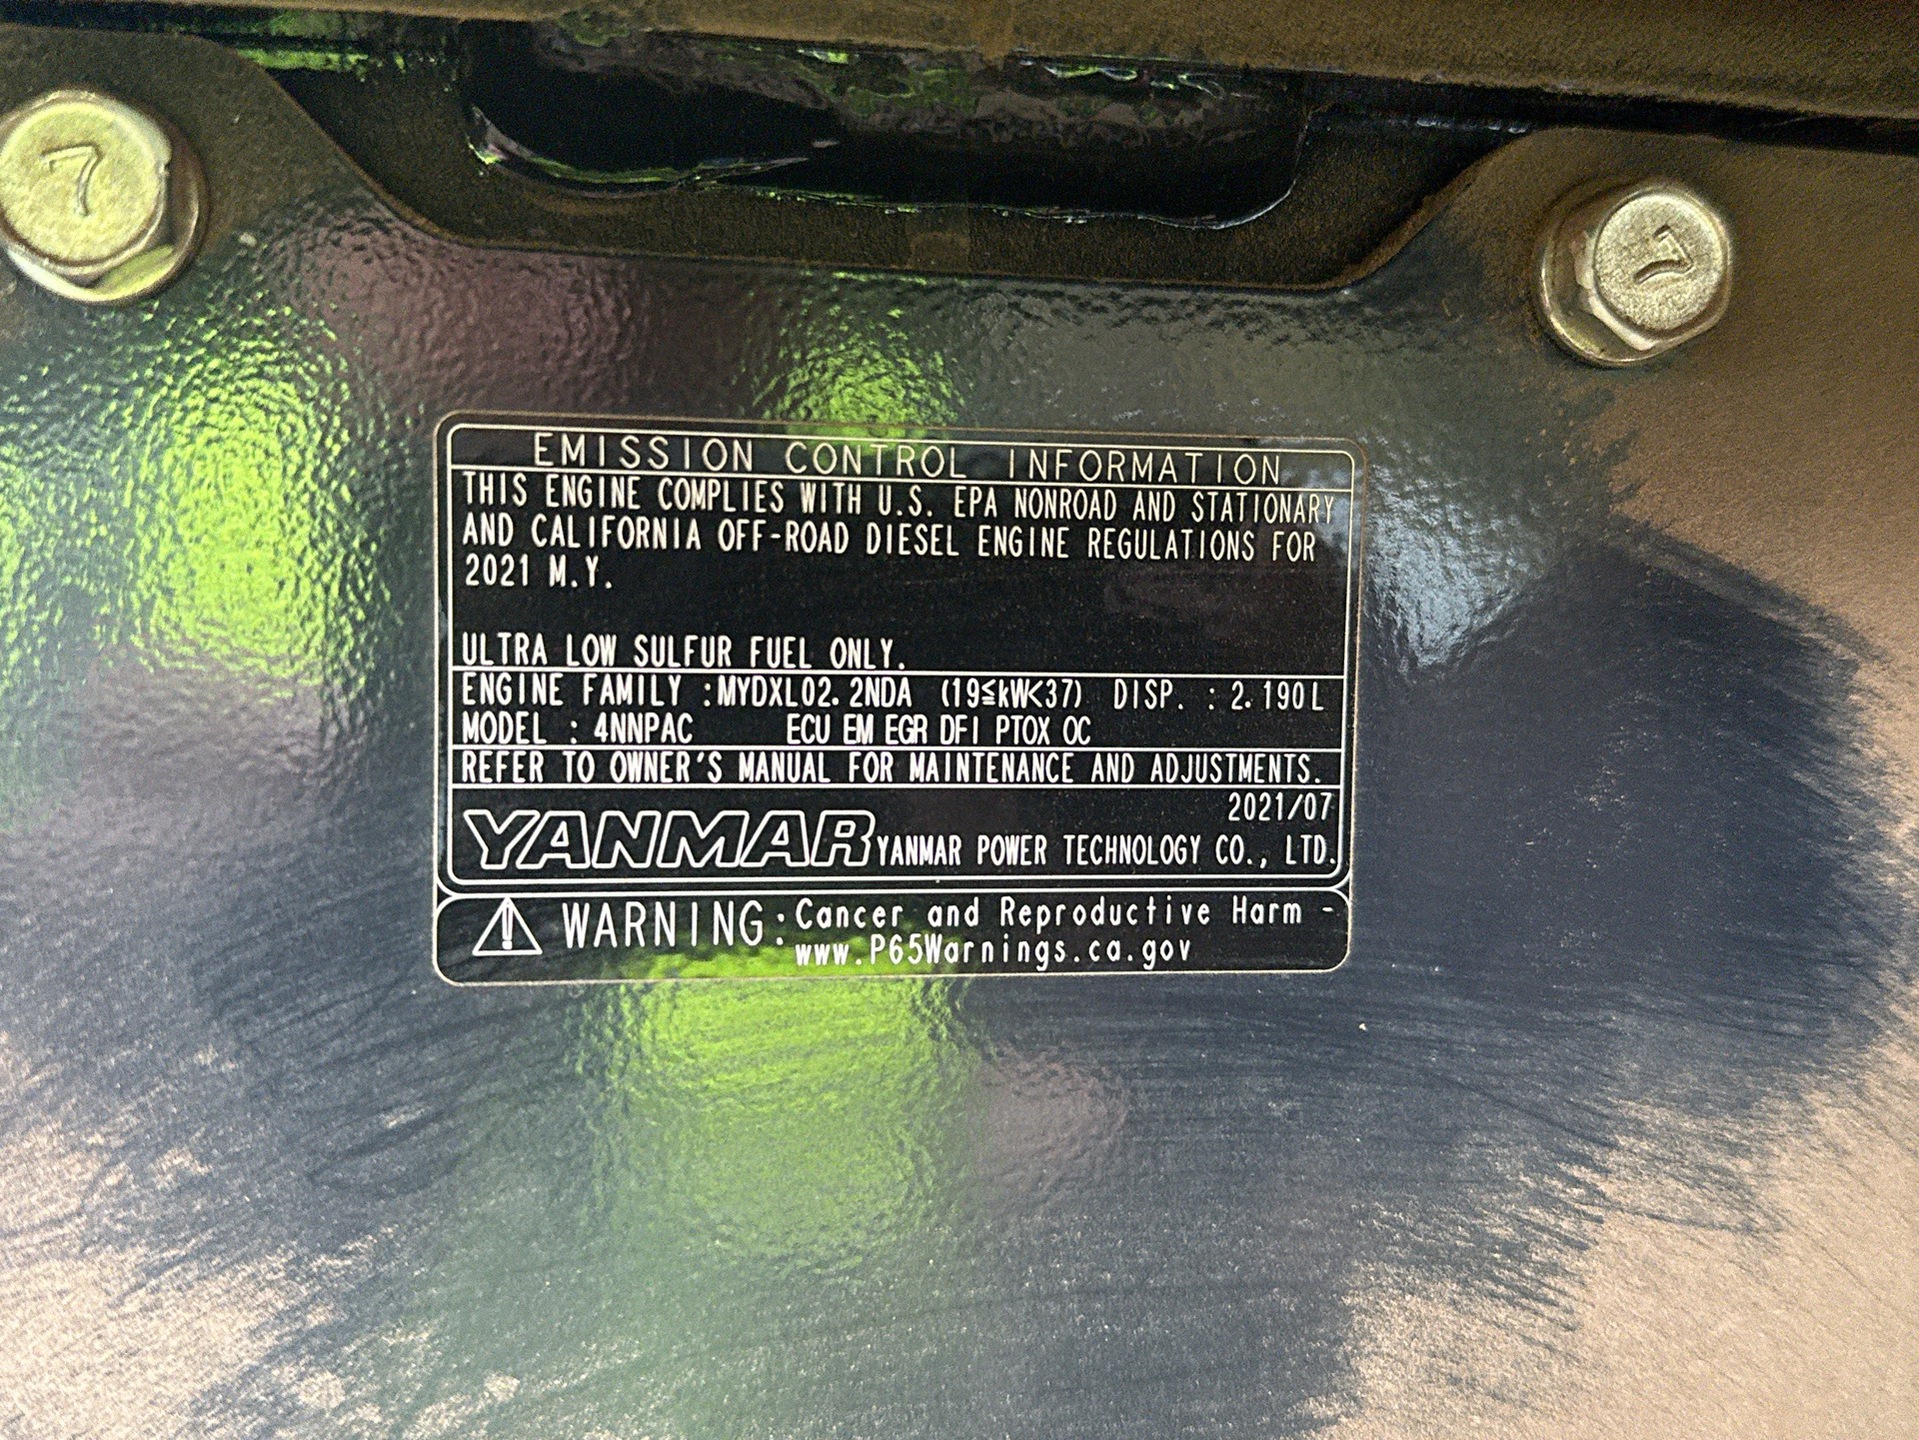 7
7
EMISSION CONTROL INFORMATION
THIS ENGINE COMPLIES WITH U.S. EPA NONROAD AND STATIONARY
AND CALIFORNIA OFF-ROAD DIESEL ENGINE REGULATIONS FOR
2021 M.Y.
ULTRA LOW SULFUR FUEL ONLY.
ENGINE FAMILY :MYDXL02.2NDA (19≦kW<37) DISP. : 2.190L
MODEL : 4NNPAC ECU EM EGR DFI PTOX OC
REFER TO OWNER'S MANUAL FOR MAINTENANCE AND ADJUSTMENTS.
2021/07
YANMAR YANMAR POWER TECHNOLOGY CO., LTD.
WARNING: Cancer and Reproductive Harm -
www.P65Warnings.ca.gov